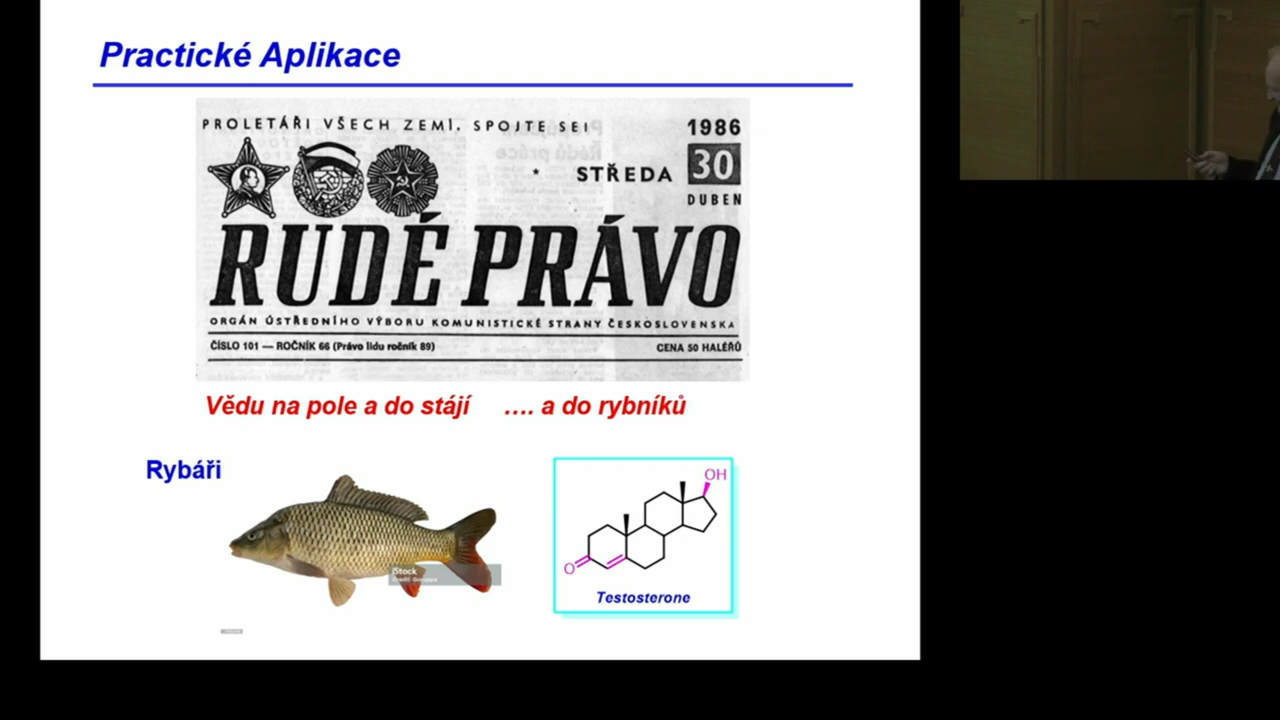 Practické Aplikace
PROLETÁŘI VŠECH ZEMÍ, SPOJTE SE!
1986
STŘEDA
30
DUBEN
RUDÉ PRÁVO
ORGÁN ÚSTŘEDNÍHO VÝBORU KOMUNISTICKÉ STRANY ČESKOSLOVENSKA
ČÍSLO 101 — ROČNÍK 66 (Právo lidu ročník 89)
CENA 50 HALÉŘŮ
Vědu na pole a do stájí …. a do rybníků
Rybáři
iStock
OH
O
Testosterone